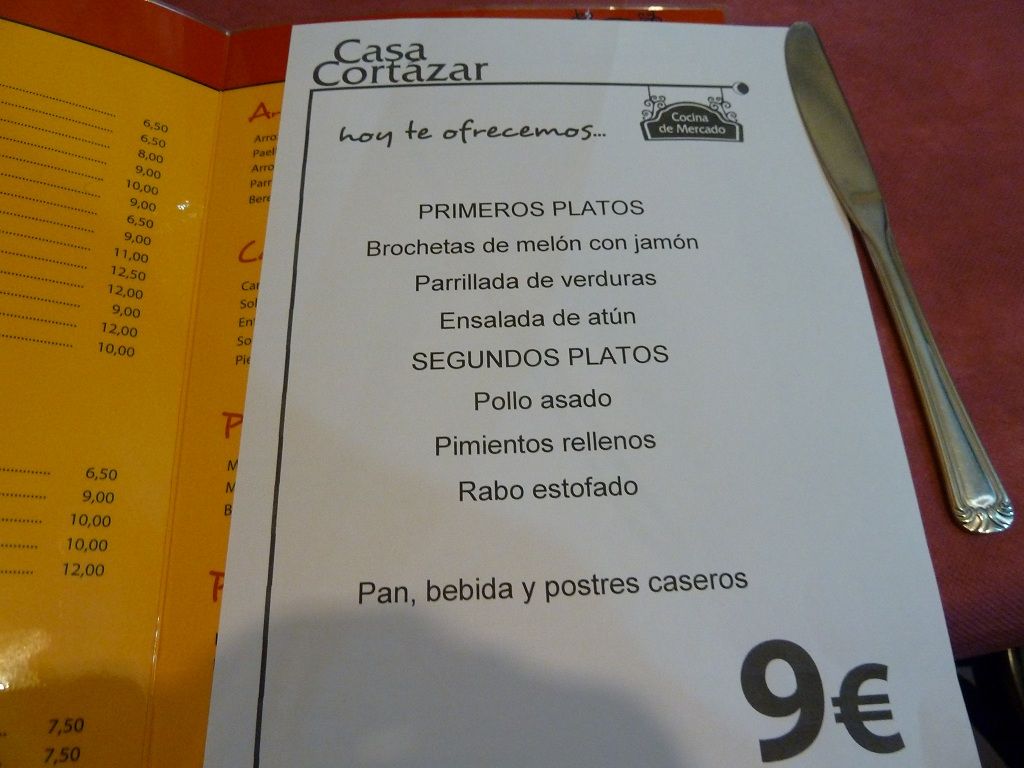 6,50
6,50
8,00
9,00
10,00
9,00
6,50
9,00
11,00
12,50
12,00
9,00
12,00
10,00
6,50
9,00
10,00
10,00
12,00
7,50
7,50
Casa
Cortázar
Cocina
de Mercado
hoy te ofrecemos...
PRIMEROS PLATOS
Brochetas de melón con jamón
Parrillada de verduras
Ensalada de atún
SEGUNDOS PLATOS
Pollo asado
Pimientos rellenos
Rabo estofado
Pan, bebida y postres caseros
9€